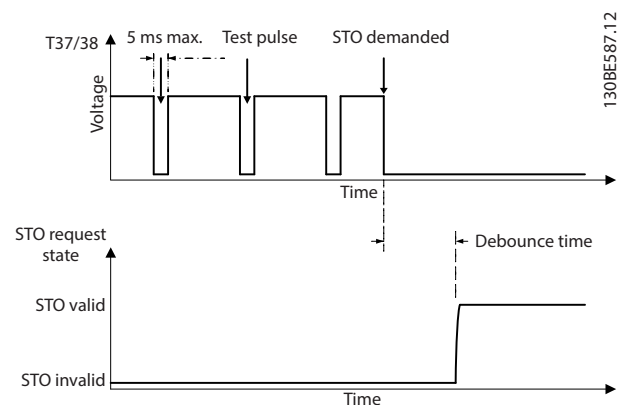 T37/38
5 ms max.
Test pulse
STO demanded
130BE587.12
Voltage
Time
STO request
state
Debounce time
STO valid
STO invalid
Time